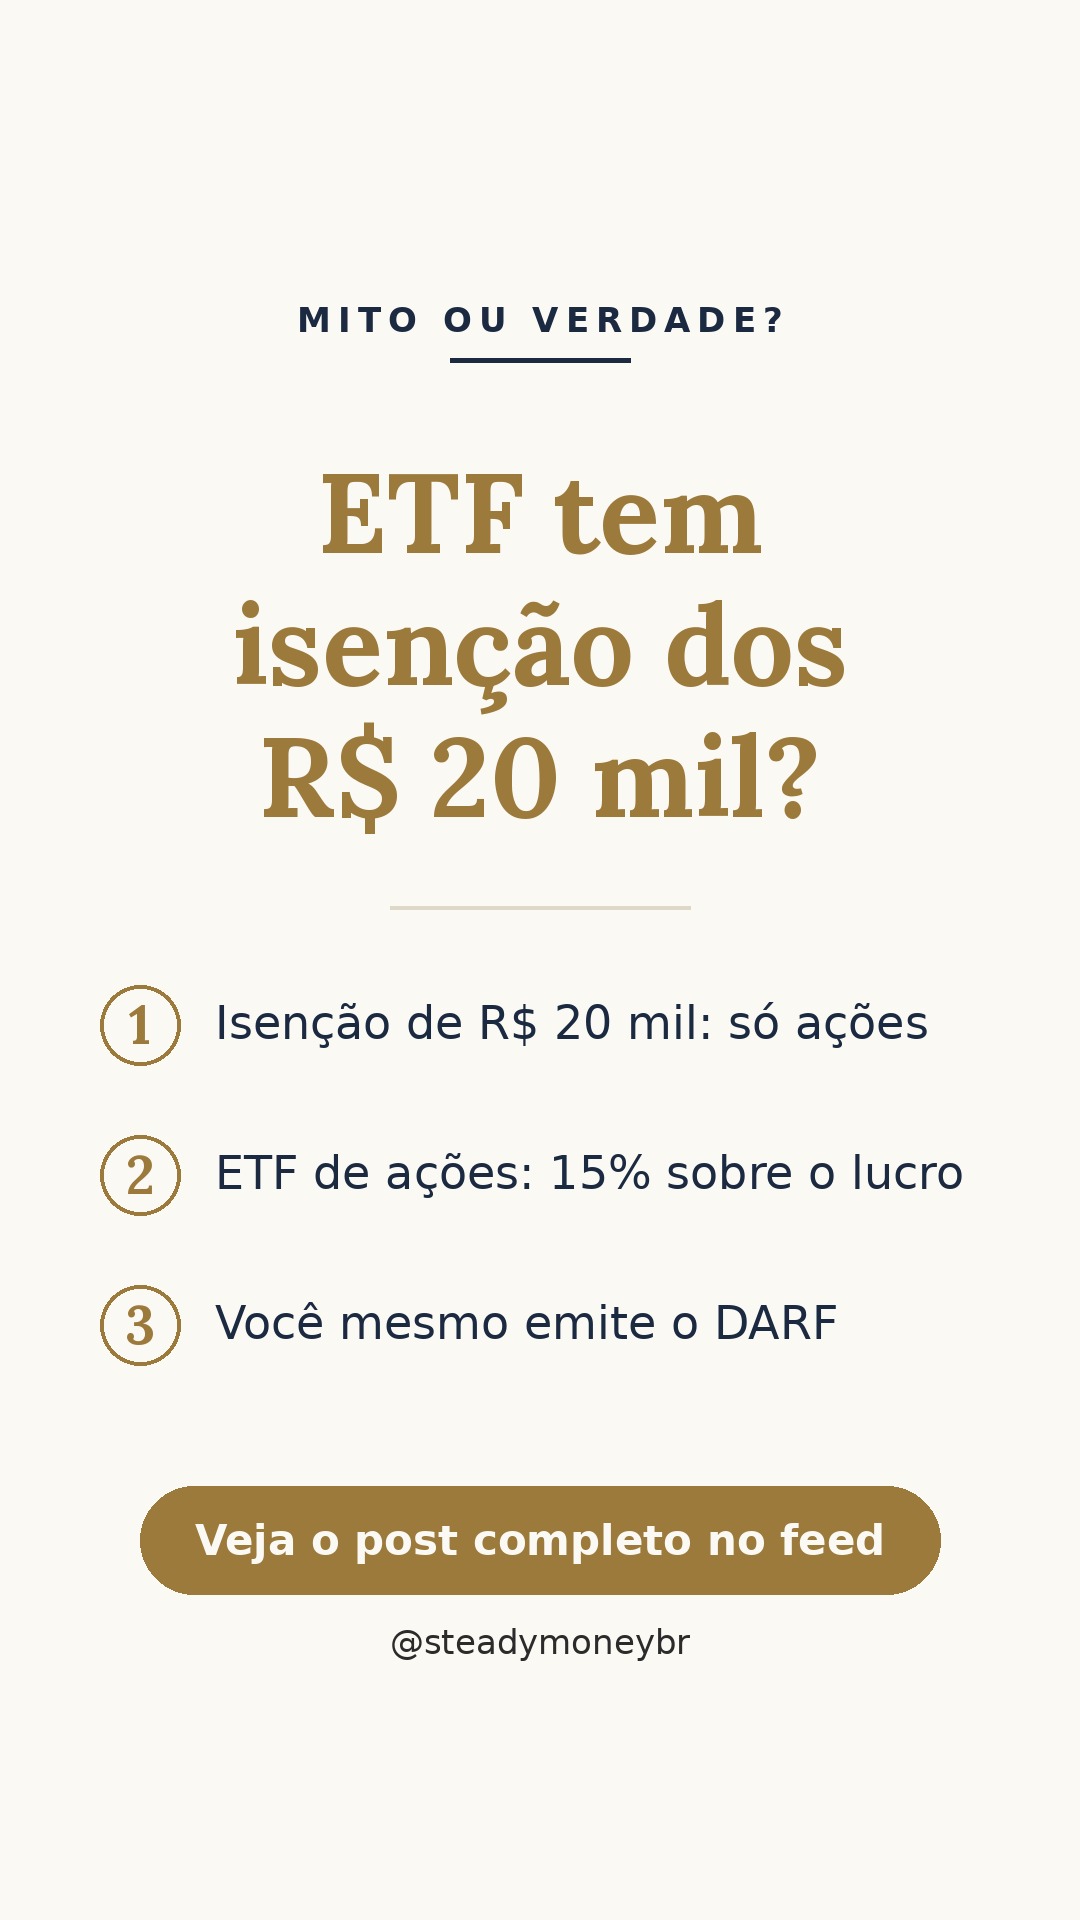 MITO OU VERDADE?
ETF tem
isenção dos
R$ 20 mil?
1 Isenção de R$ 20 mil: só ações
2 ETF de ações: 15% sobre o lucro
3 Você mesmo emite o DARF
Veja o post completo no feed
@steadymoneybr